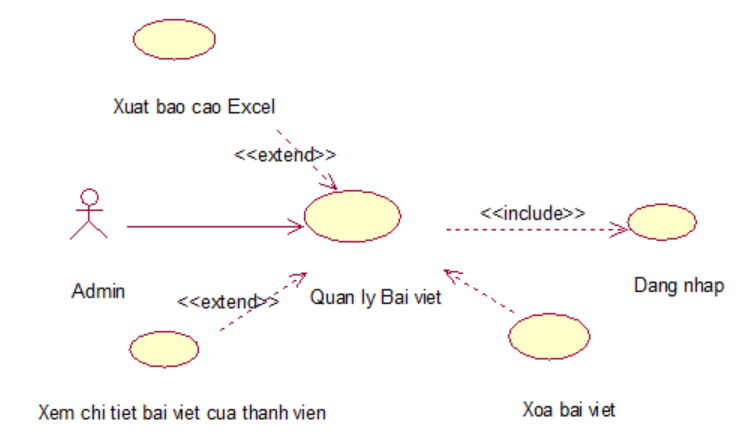 Xuat bao cao Excel
<<extend>>
<<include>>
Admin
<<extend>>
Quan ly Bai viet
Dang nhap
Xem chi tiet bai viet cua thanh vien
Xoa bai viet